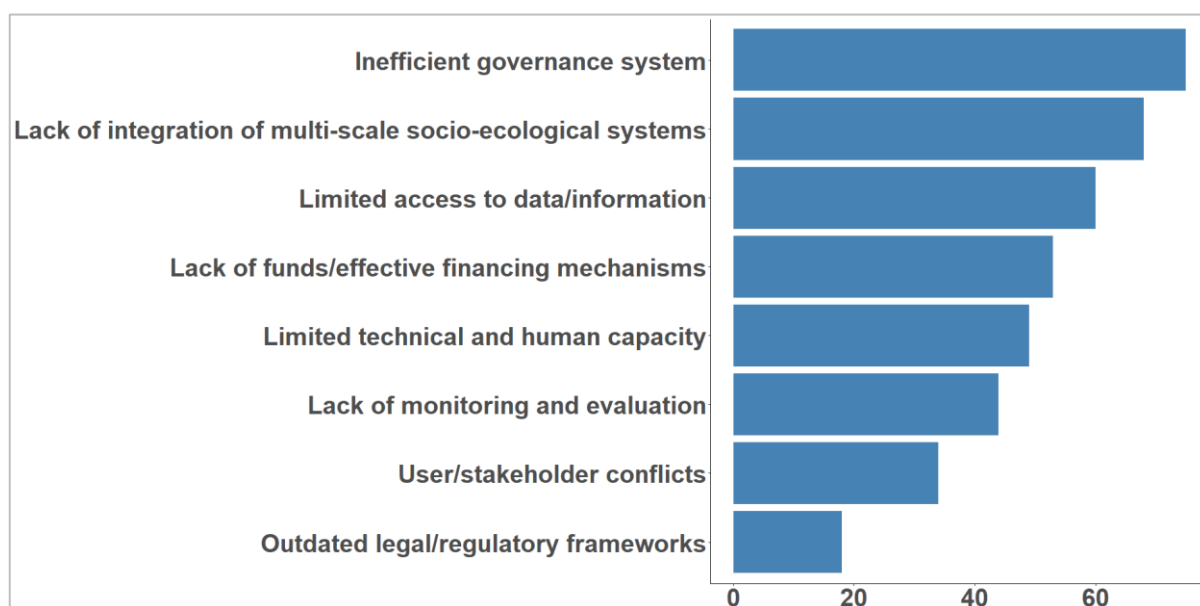 Inefficient governance system
Lack of integration of multi-scale socio-ecological systems
Limited access to data/information
Lack of funds/effective financing mechanisms
Limited technical and human capacity
Lack of monitoring and evaluation
User/stakeholder conflicts
Outdated legal/regulatory frameworks
0 20 40 60